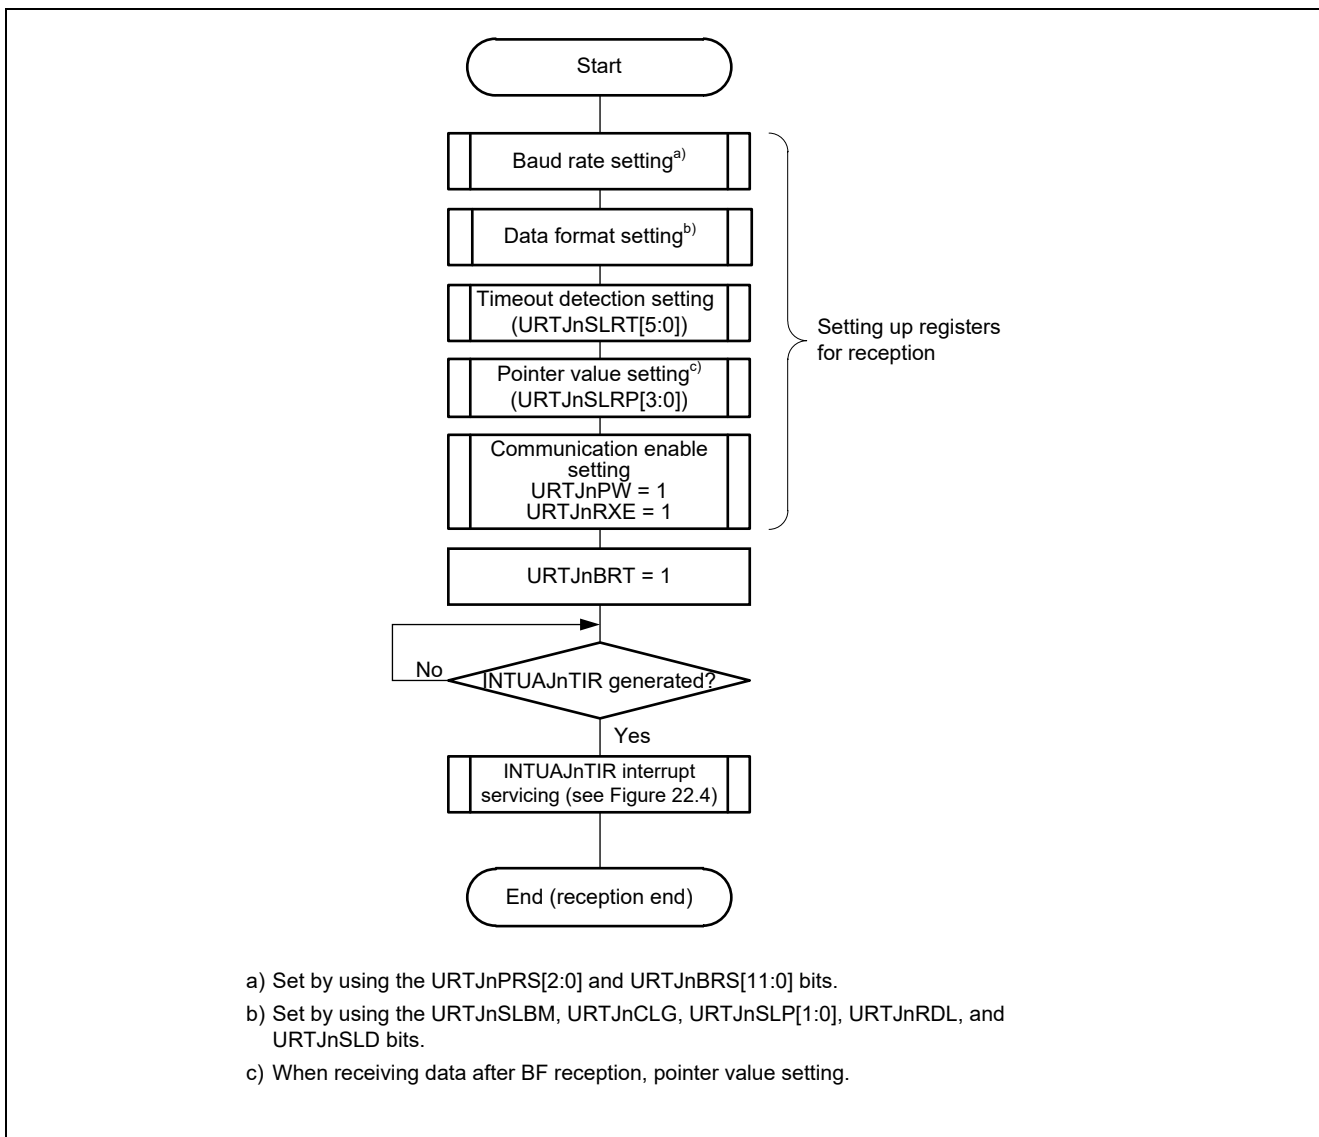 Start
Baud rate setting a)
Data format setting b)
Timeout detection setting
(URTJnSLRT[5:0])
Pointer value setting c)
(URTJnSLRP[3:0])
Communication enable
setting
URTJnPW = 1
URTJnRXE = 1
Setting up registers
for reception
URTJnBRT = 1
No
INTUAJnTIR generated?
Yes
INTUAJnTIR interrupt
servicing (see Figure 22.4)
End (reception end)
a) Set by using the URTJnPRS[2:0] and URTJnBRS[11:0] bits.
b) Set by using the URTJnSLBM, URTJnCLG, URTJnSLP[1:0], URTJnRDL, and
URTJnSLD bits.
c) When receiving data after BF reception, pointer value setting.